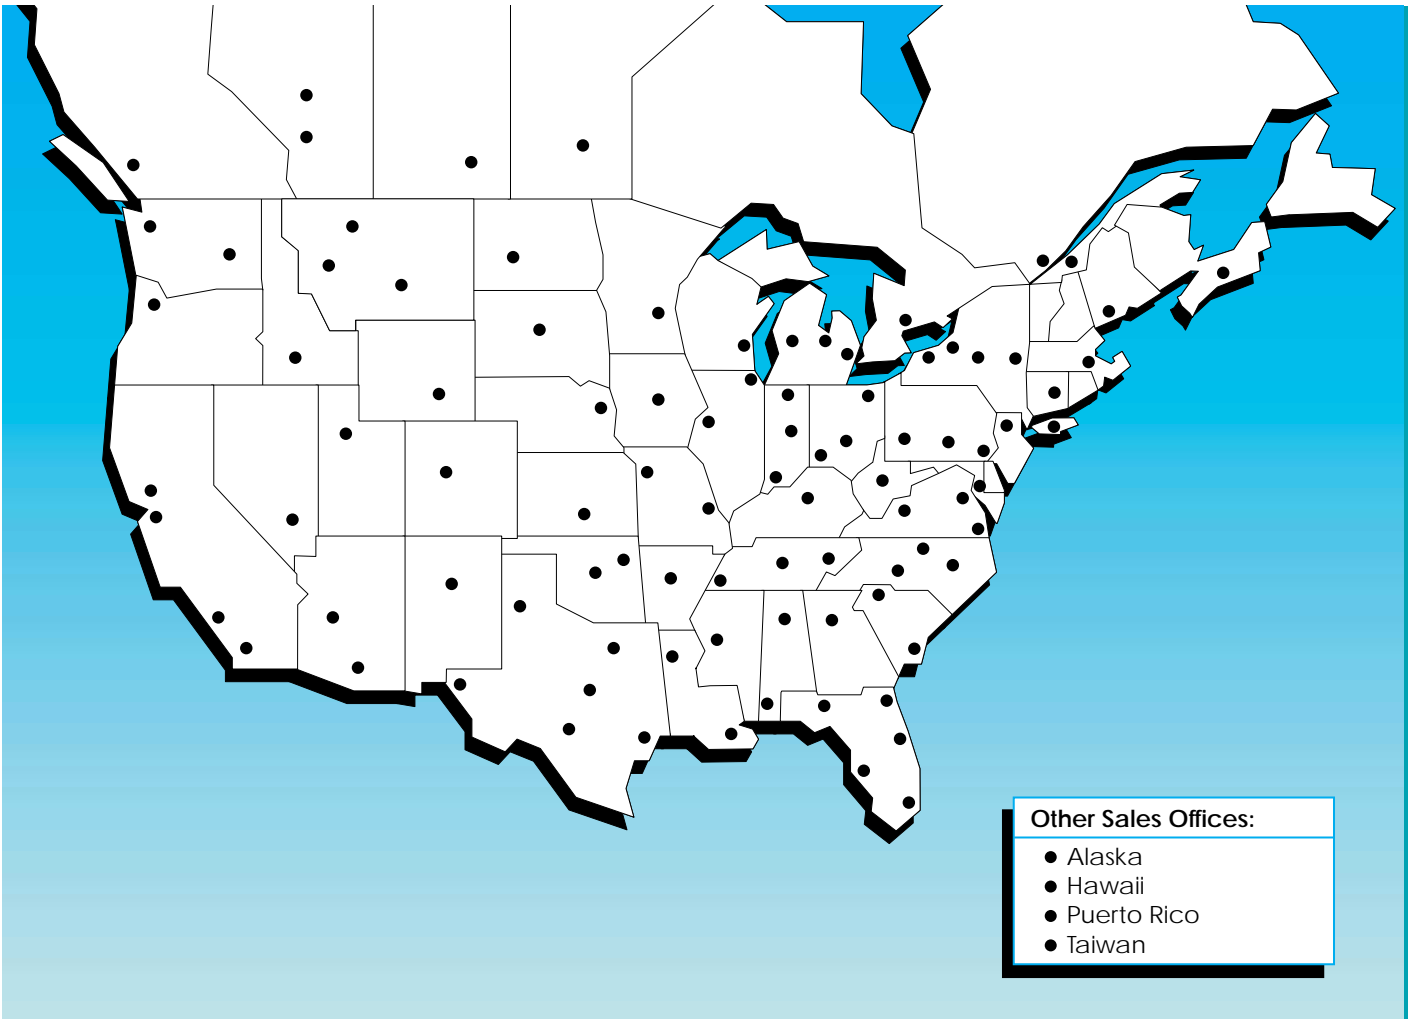 Other Sales Offices:
● Alaska
● Hawaii
● Puerto Rico
● Taiwan